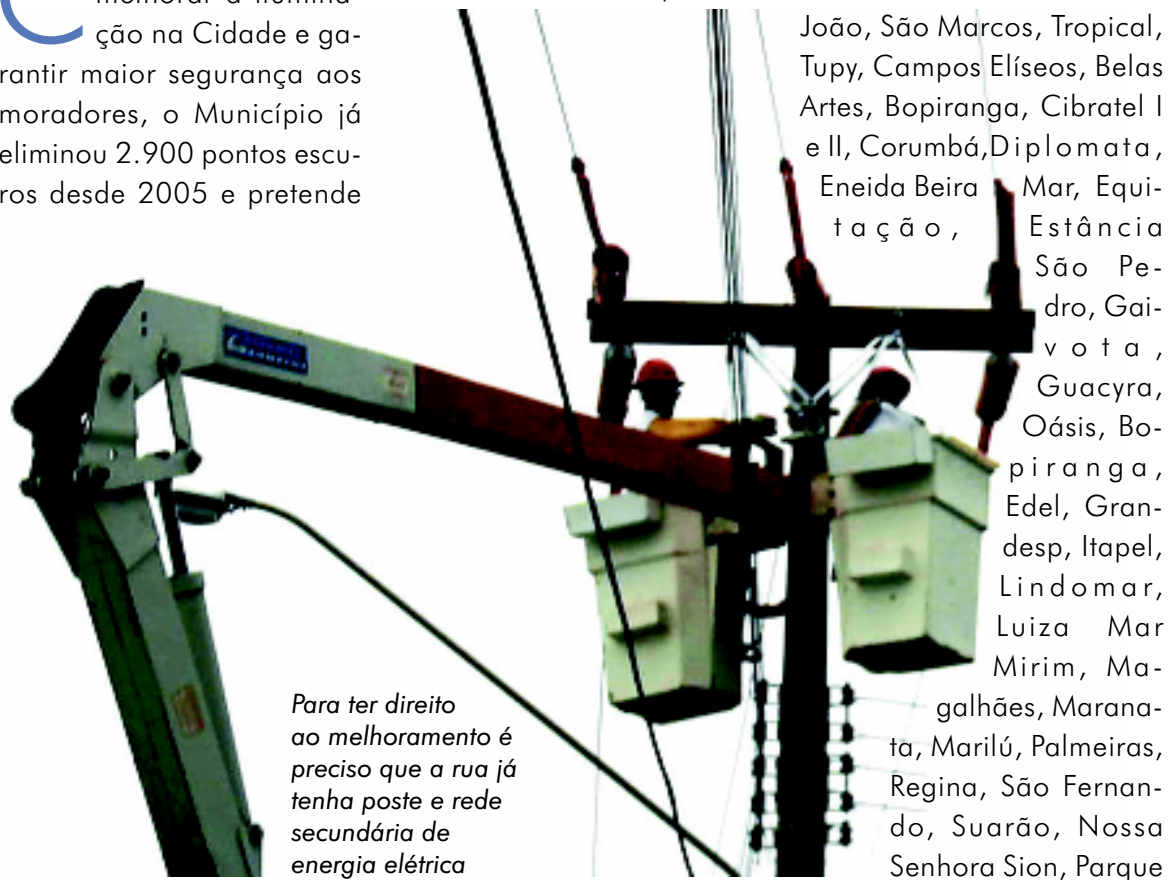 C
melhorar a ilumina-
ção na Cidade e ga-
rantir maior segurança aos
moradores, o Município já
eliminou 2.900 pontos escu-
ros desde 2005 e pretende
Para ter direito
ao melhoramento é
preciso que a rua já
tenha poste e rede
secundária de
energia elétrica
João, São Marcos, Tropical,
Tupy, Campos Elíseos, Belas
Artes, Bopiranga, Cibratel I
e II, Corumbá,Diplomata,
Eneida Beira Mar, Equi-
tação, Estância
São Pe-
dro, Gai-
vota,
Guacyra,
Oásis, Bo-
piranga,
Edel, Gran-
desp, Itapel,
Lindomar,
Luiza Mar
Mirim, Ma-
galhães, Marana-
ta, Marilú, Palmeiras,
Regina, São Fernan-
do, Suarão, Nossa
Senhora Sion, Parque